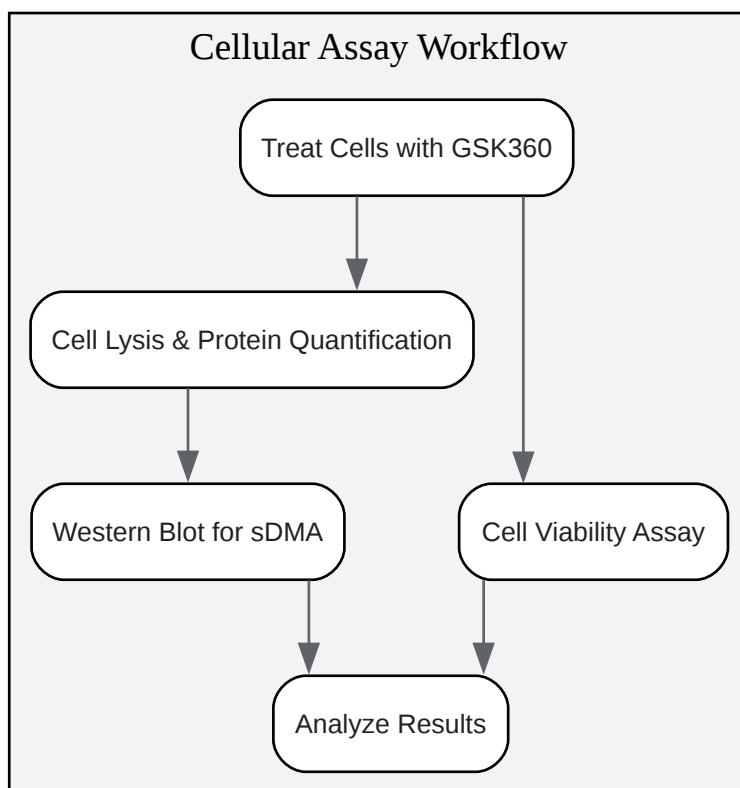 Cellular Assay Workflow
Treat Cells with GSK360
Cell Lysis & Protein Quantification
Western Blot for sDMA
Cell Viability Assay
Analyze Results